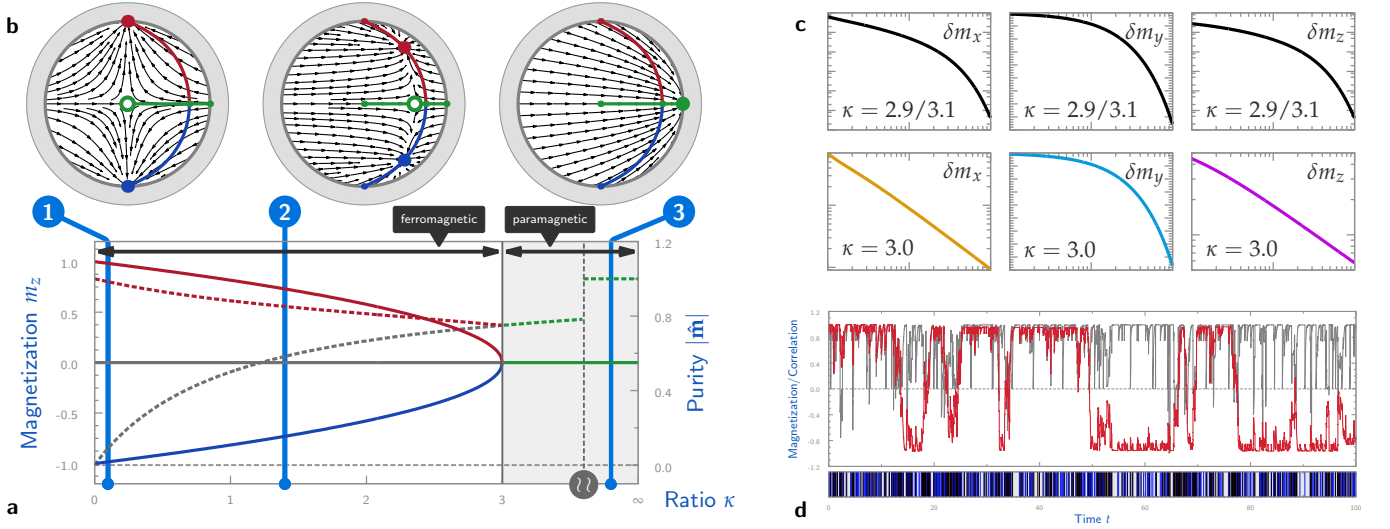 b
1
2
3
ferromagnetic
paramagnetic
1.0
0.5
0.0
-0.5
-1.0
Magnetization m_z
1.2
0.8
0.4
0.0
Purity |m̂|
0
1
2
3
∞
Ratio κ
a
c
δm_x
κ = 2.9/3.1
δm_y
κ = 2.9/3.1
δm_z
κ = 2.9/3.1
δm_x
κ = 3.0
δm_y
κ = 3.0
δm_z
κ = 3.0
Magnetization/Correlation
1.2
0.8
0.4
0.0
-0.4
-0.8
-1.2
0
20
40
60
80
100
Time t
d